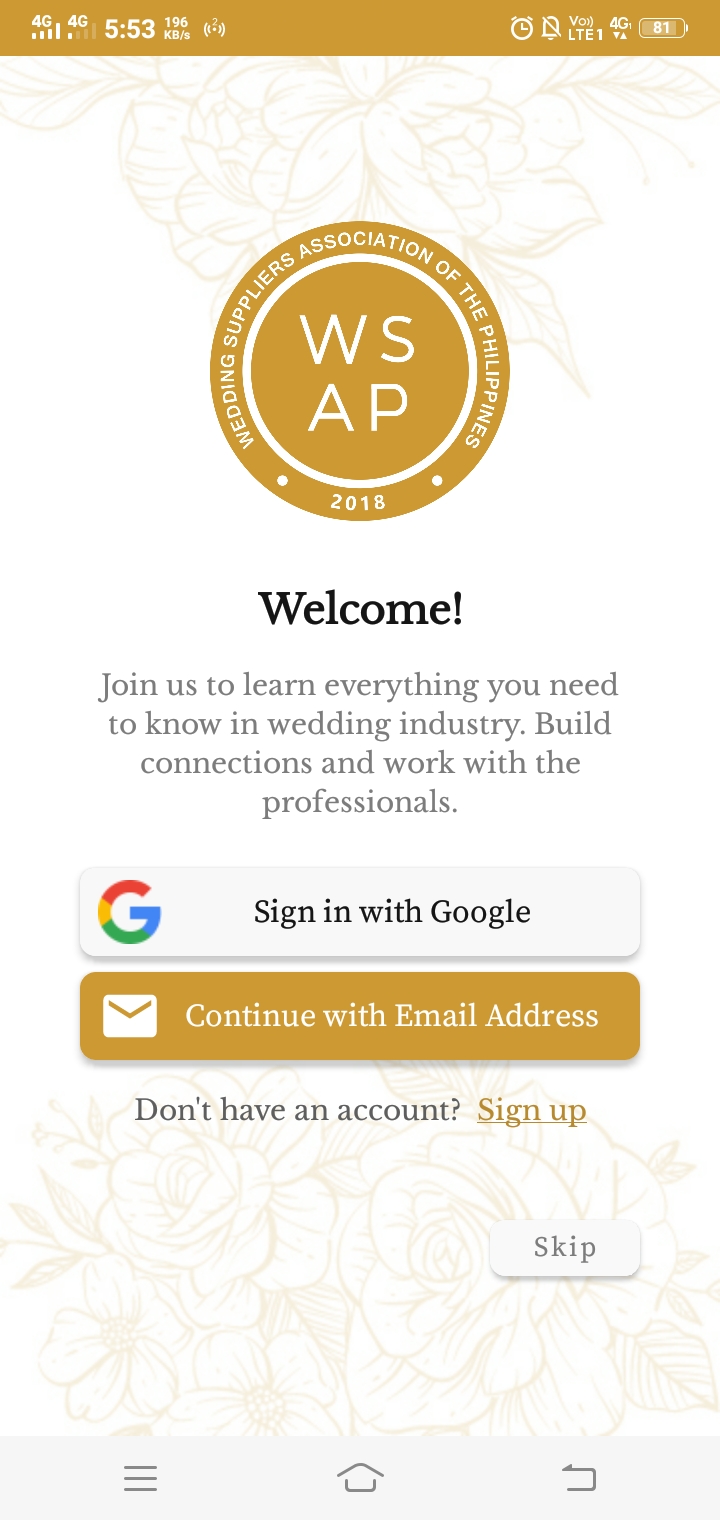 4G 4G 5:53 196 KB/s 2 Vo)) LTE1 4G 81
WEDDING SUPPLIERS ASSOCIATION OF THE PHILIPPINES
WS
AP
2018
Welcome!
Join us to learn everything you need
to know in wedding industry. Build
connections and work with the
professionals.
Sign in with Google
Continue with Email Address
Don't have an account? Sign up
Skip